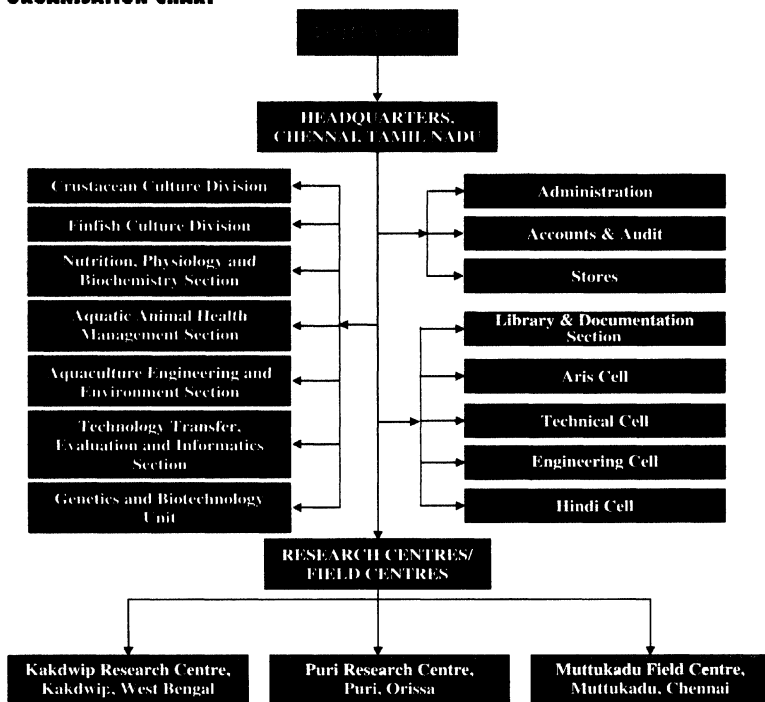 ORGANISATION CHART
HEADQUARTERS,
CHENNAI, TAMIL NADU
Crustacean Culture Division
Finfish Culture Division
Nutrition, Physiology and
Biochemistry Section
Aquatic Animal Health
Management Section
Aquaculture Engineering and
Environment Section
Technology Transfer,
Evaluation and Informatics
Section
Genetics and Biotechnology
Unit
Administration
Accounts & Audit
Stores
Library & Documentation
Section
Aris Cell
Technical Cell
Engineering Cell
Hindi Cell
RESEARCH CENTRES/
FIELD CENTRES
Kakdwip Research Centre,
Kakdwip, West Bengal
Puri Research Centre,
Puri, Orissa
Muttukadu Field Centre,
Muttukadu, Chennai